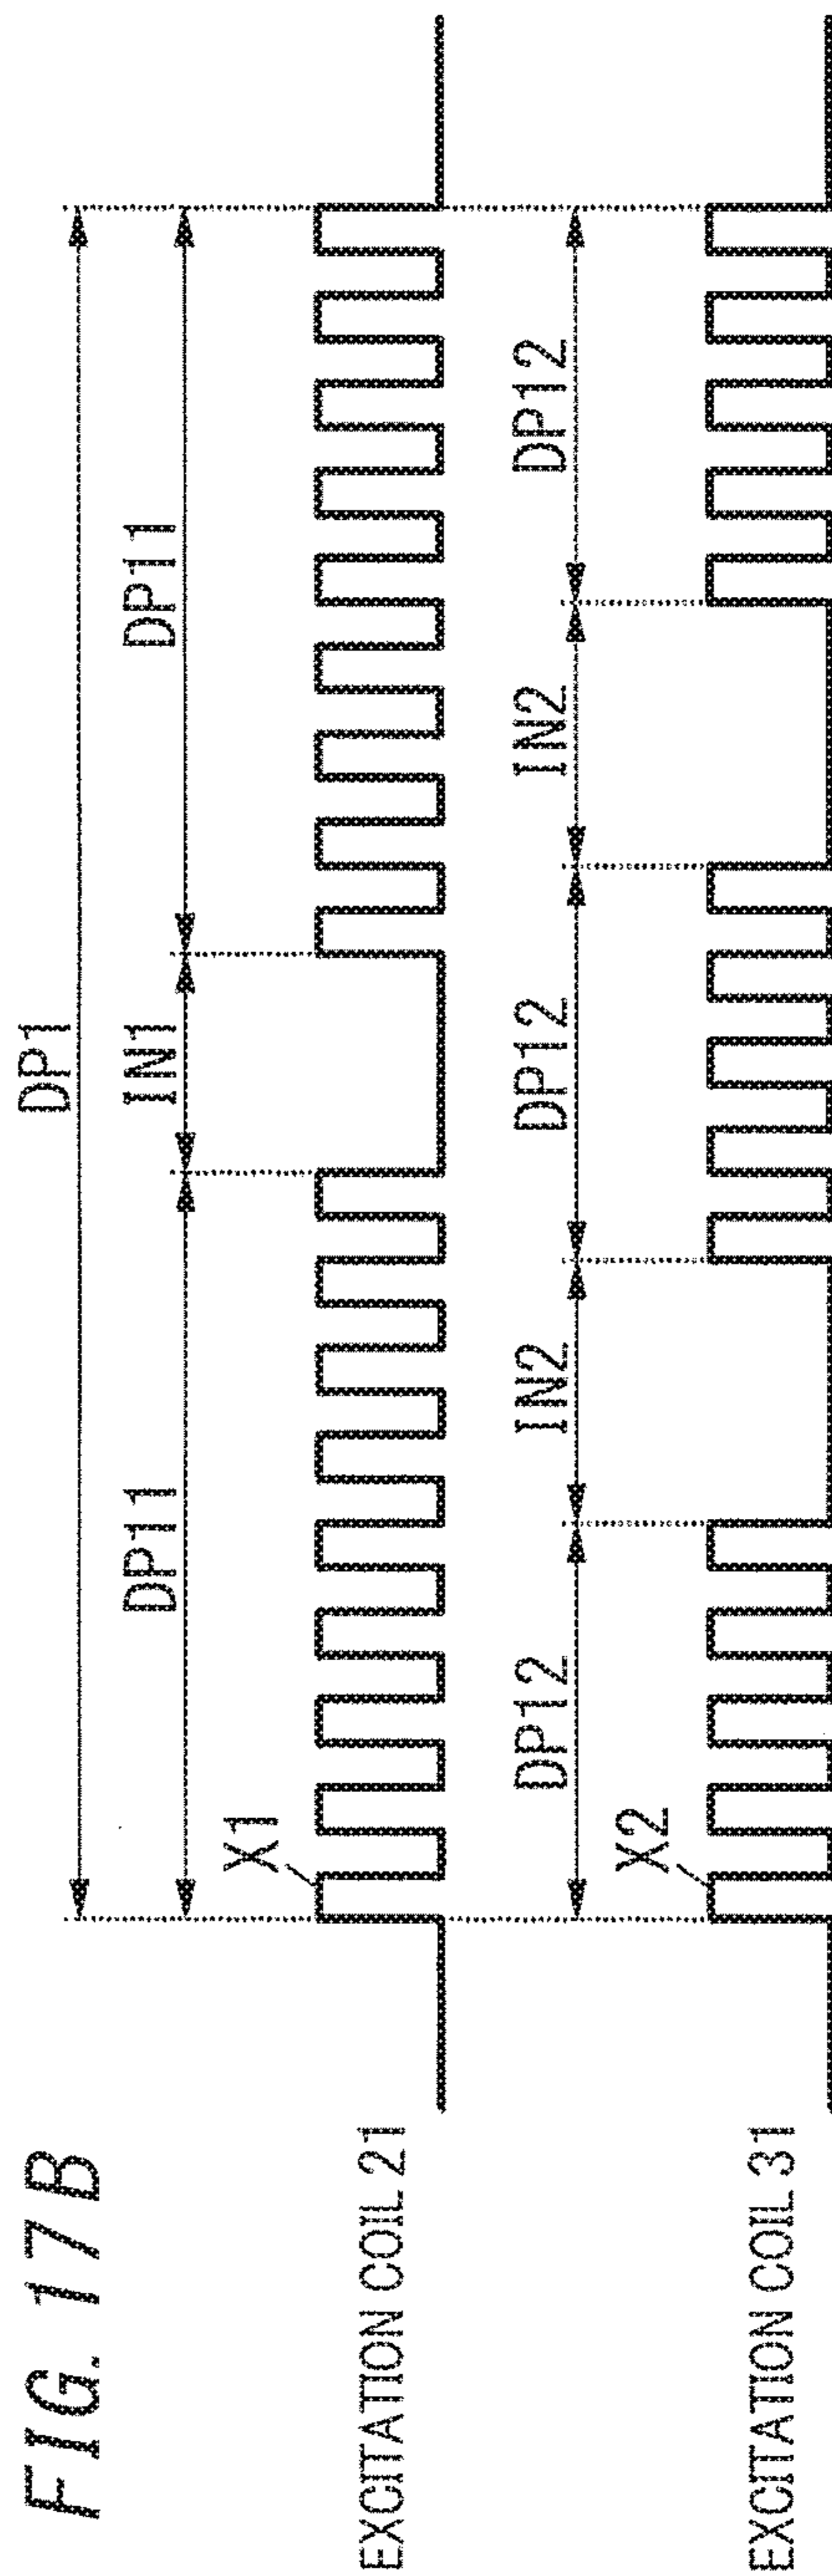 FIG. 17B
DP1
DP11 IN1 DP11
X1
EXCITATION COIL 21
DP12 IN2 DP12 IN2 DP12
X2
EXCITATION COIL 31